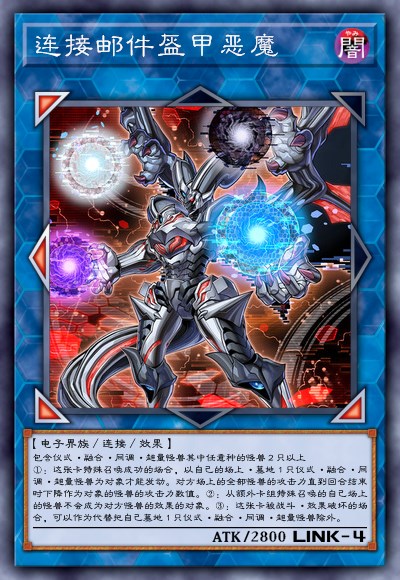 连接邮件盔甲恶魔
やみ
闇
【电子界族／连接／效果】
包含仪式・融合・同调・超量怪兽其中任意种的怪兽2只以上
①：这张卡特殊召唤成功的场合，以自己的场上・墓地1只仪式・融合・同
调・超量怪兽为对象才能发动。对方场上的全部怪兽的攻击力直到回合结束
时下降作为对象的怪兽的攻击力数值。②：从额外卡组特殊召唤的自己场上
的怪兽不会成为对方怪兽的效果的对象。③：这张卡被战斗・效果破坏的场
合，可以作为代替把自己墓地1只仪式・融合・同调・超量怪兽除外。
ATK/2800 LINK-4